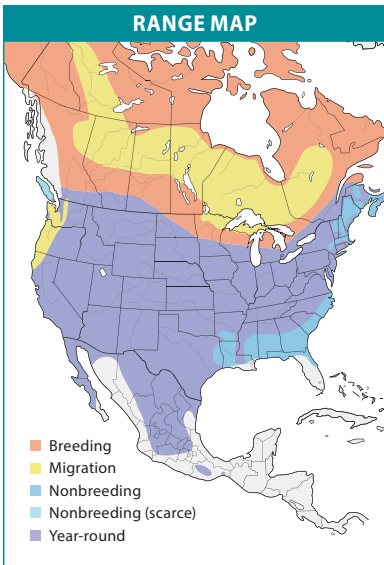 RANGE MAP
Breeding
Migration
Nonbreeding
Nonbreeding (scarce)
Year-round